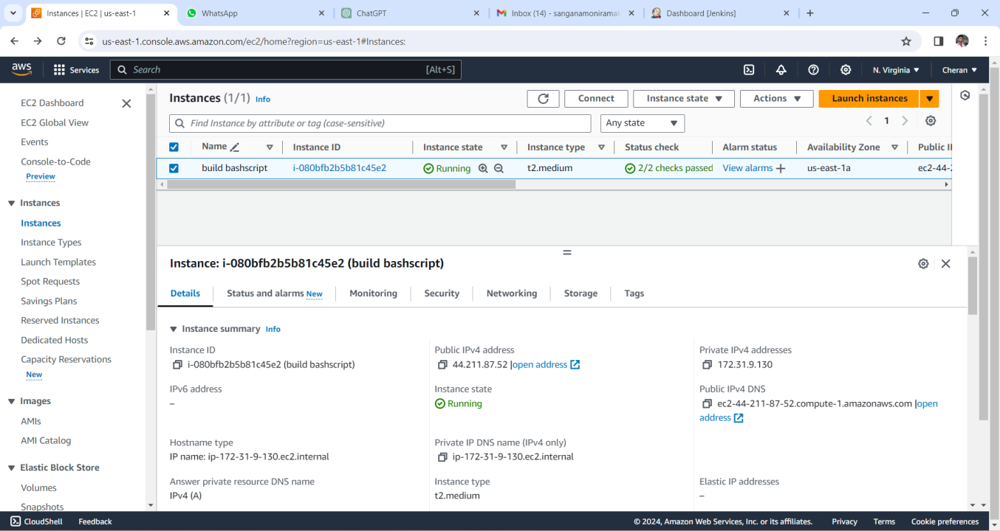 Instances | EC2 | us-east-1
WhatsApp
ChatGPT
Inbox (14) - sanganamonirama
Dashboard [Jenkins]
us-east-1.console.aws.amazon.com/ec2/home?region=us-east-1#Instances:
aws
Services
Search
[Alt+S]
N. Virginia
Cheran
EC2 Dashboard
EC2 Global View
Events
Console-to-Code
Preview
Instances
Instances
Instance Types
Launch Templates
Spot Requests
Savings Plans
Reserved Instances
Dedicated Hosts
Capacity Reservations
New
Images
AMIs
AMI Catalog
Elastic Block Store
Volumes
Snapshots
Instances (1/1) Info
Connect
Instance state
Actions
Launch instances
Find Instance by attribute or tag (case-sensitive)
Any state
1
Name Instance ID Instance state Instance type Status check Alarm status Availability Zone Public I
build bashscript i-080bfb2b5b81c45e2 Running t2.medium 2/2 checks passed View alarms us-east-1a ec2-44-2
Instance: i-080bfb2b5b81c45e2 (build bashscript)
Details Status and alarms New Monitoring Security Networking Storage Tags
Instance summary Info
Instance ID
i-080bfb2b5b81c45e2 (build bashscript)
Public IPv4 address
44.211.87.52 |open address
Private IPv4 addresses
172.31.9.130
IPv6 address
–
Instance state
Running
Public IPv4 DNS
ec2-44-211-87-52.compute-1.amazonaws.com |open
address
Hostname type
IP name: ip-172-31-9-130.ec2.internal
Private IP DNS name (IPv4 only)
ip-172-31-9-130.ec2.internal
Answer private resource DNS name
IPv4 (A)
Instance type
t2.medium
Elastic IP addresses
–
CloudShell
Feedback
© 2024, Amazon Web Services, Inc. or its affiliates.
Privacy
Terms
Cookie preferences